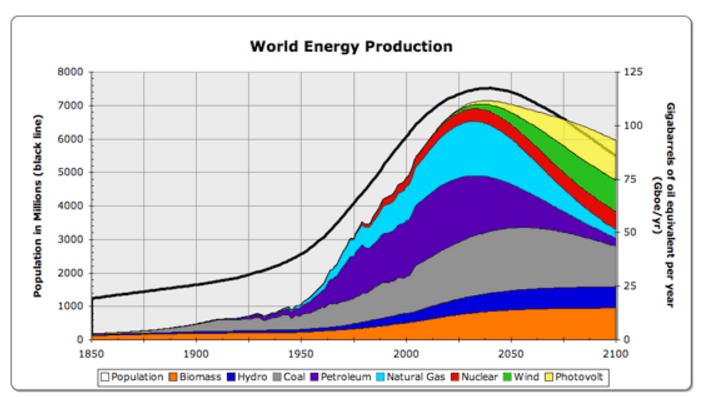 World Energy Production
Population in Millions (black line)
8000
7000
6000
5000
4000
3000
2000
1000
0
125
100
75
50
25
0
Gigabarrels of oil equivalent per year
(Gboe/yr)
1850 1900 1950 2000 2050 2100
Population Biomass Hydro Coal Petroleum Natural Gas Nuclear Wind Photovolt